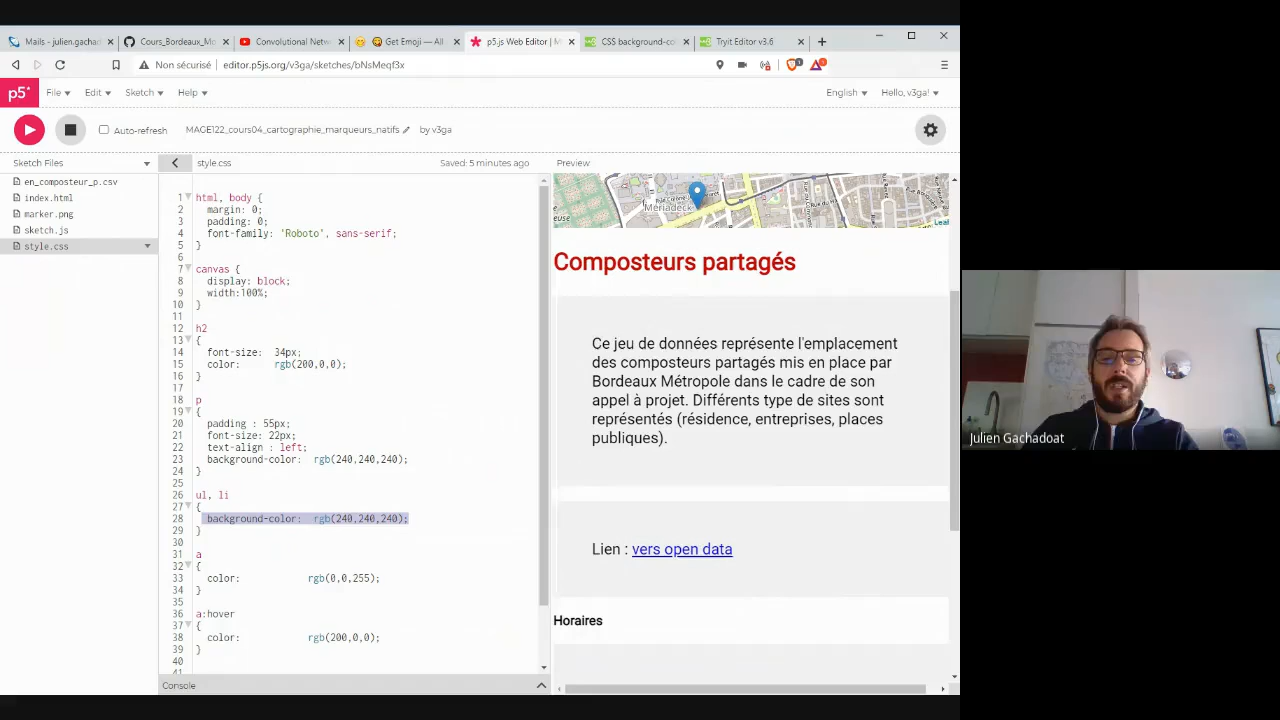 Mails - julien.gachad
Cours_Bordeaux_Mo
Convolutional Netw
Get Emoji — All
p5.js Web Editor | M
CSS background-co
Tryit Editor v3.6
Non sécurisé
editor.p5js.org/v3ga/sketches/bNsMeqf3x
p5*
File
Edit
Sketch
Help
English
Hello, v3ga!
Auto-refresh
MAGE122_cours04_cartographie_marqueurs_natifs
by v3ga
Sketch Files
style.css
Saved: 5 minutes ago
Preview
en_composteur_p.csv
index.html
marker.png
sketch.js
style.css
1 html, body {
2 margin: 0;
3 padding: 0;
4 font-family: 'Roboto', sans-serif;
5 }
6
7 canvas {
8 display: block;
9 width:100%;
10 }
11
12 h2
13 {
14 font-size: 34px;
15 color: rgb(200,0,0);
16 }
17
18 p
19 {
20 padding : 55px;
21 font-size: 22px;
22 text-align : left;
23 background-color: rgb(240,240,240);
24 }
25
26 ul, li
27 {
28 background-color: rgb(240,240,240);
29 }
30
31 a
32 {
33 color: rgb(0,0,255);
34 }
35
36 a:hover
37 {
38 color: rgb(200,0,0);
39 }
40
41
Console
Mériadeck
Leaf
Composteurs partagés
Ce jeu de données représente l'emplacement
des composteurs partagés mis en place par
Bordeaux Métropole dans le cadre de son
appel à projet. Différents type de sites sont
représentés (résidence, entreprises, places
publiques).
Lien : vers open data
Horaires
Julien Gachadoat